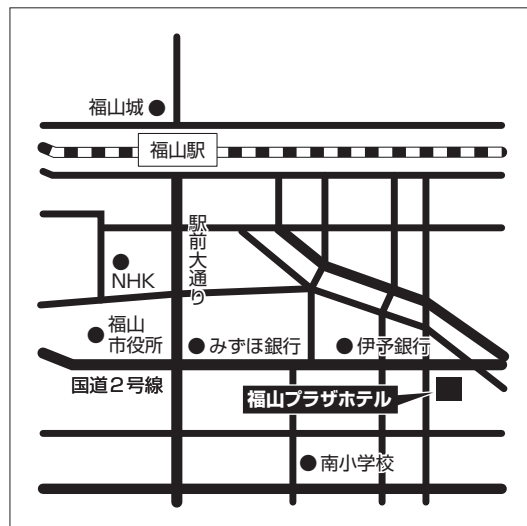 福山城
福山駅
駅前大通り
NHK
福山
市役所
みずほ銀行
伊予銀行
国道2号線
福山プラザホテル
南小学校